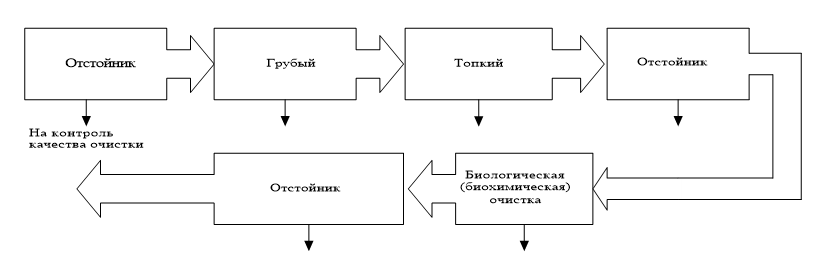 Отстойник
Грубый
Топкий
Отстойник
На контроль
качества очистки
Отстойник
Биологическая
(биохимическая)
очистка